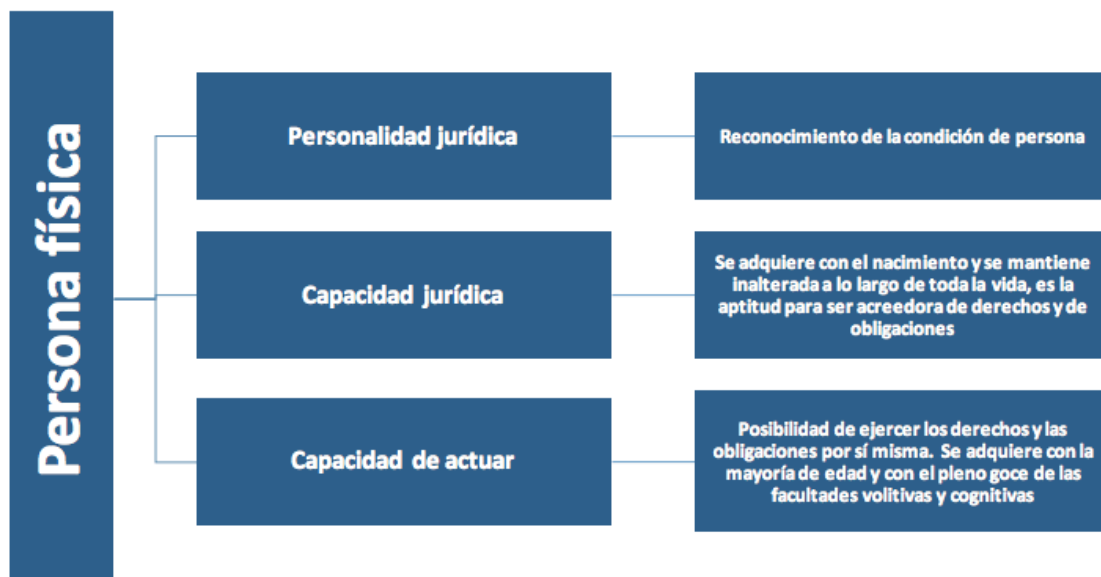 Persona física
Personalidad jurídica
Reconocimiento de la condición de persona
Capacidad jurídica
Se adquiere con el nacimiento y se mantiene
inalterada a lo largo de toda la vida, es la
aptitud para ser acreedora de derechos y de
obligaciones
Capacidad de actuar
Posibilidad de ejercer los derechos y las
obligaciones por sí misma. Se adquiere con la
mayoría de edad y con el pleno goce de las
facultades volitivas y cognitivas